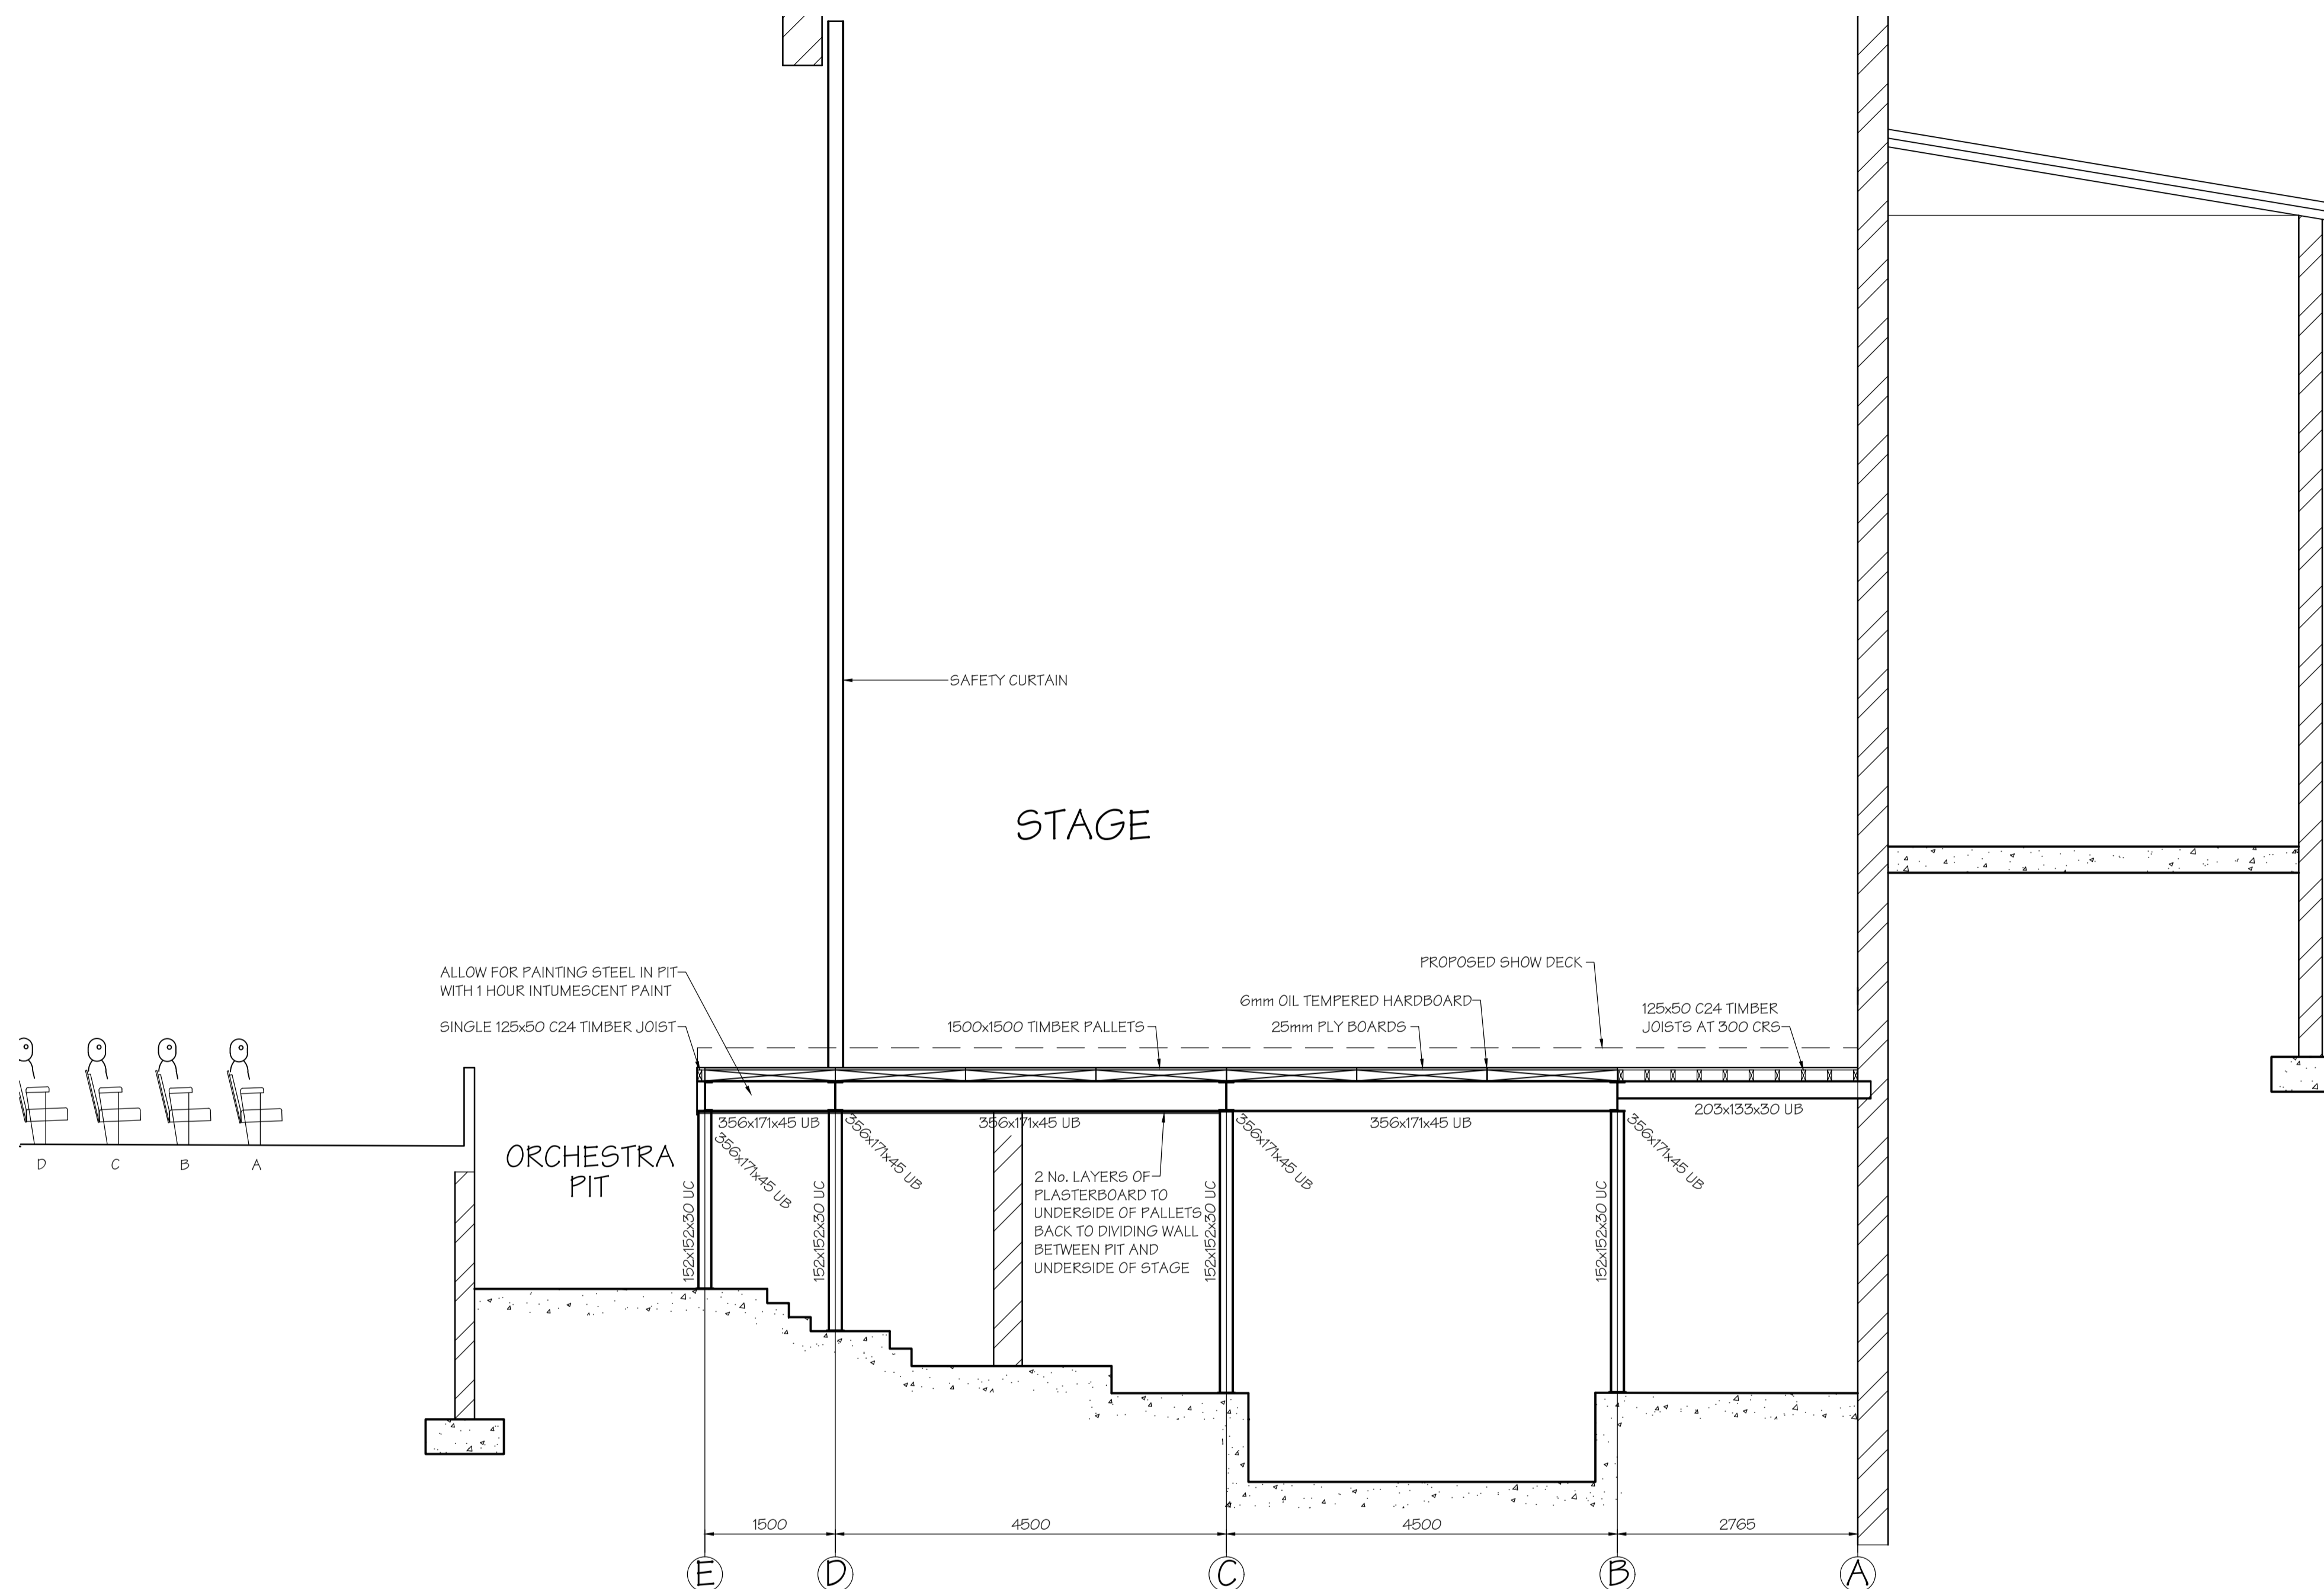 SAFETY CURTAIN
STAGE
ALLOW FOR PAINTING STEEL IN PIT
WITH 1 HOUR INTUMESCENT PAINT
SINGLE 125x50 C24 TIMBER JOIST
1500x1500 TIMBER PALLETS
PROPOSED SHOW DECK
6mm OIL TEMPERED HARDBOARD
25mm PLY BOARDS
125x50 C24 TIMBER
JOISTS AT 300 CRS
356x171x45 UB
356x171x45 UB
356x171x45 UB
203x133x30 UB
356x171x45 UB
356x171x45 UB
356x171x45 UB
356x171x45 UB
D
C
B
A
ORCHESTRA
PIT
152x152x30 UC
152x152x30 UC
152x152x30 UC
152x152x30 UC
2 No. LAYERS OF
PLASTERBOARD TO
UNDERSIDE OF PALLETS
BACK TO DIVIDING WALL
BETWEEN PIT AND
UNDERSIDE OF STAGE
1500
4500
4500
2765
E
D
C
B
A